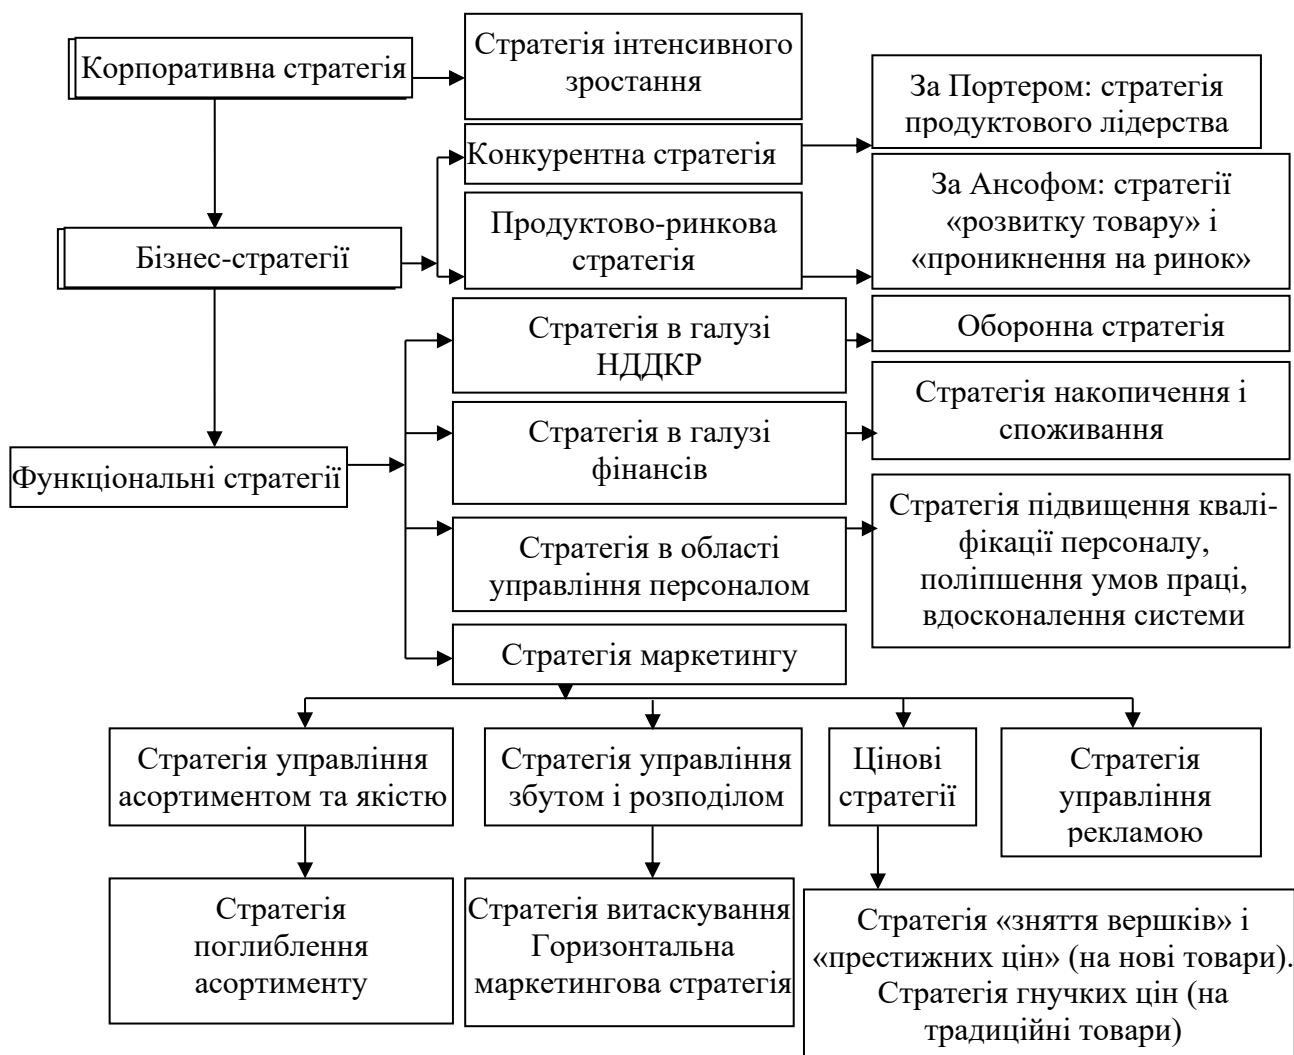 Корпоративна стратегія
Стратегія інтенсивного
зростання
За Портером: стратегія
продуктового лідерства
Конкурентна стратегія
За Ансофом: стратегії
«розвитку товару» і
«проникнення на ринок»
Бізнес-стратегії
Продуктово-ринкова
стратегія
Стратегія в галузі
НДДКР
Оборонна стратегія
Функціональні стратегії
Стратегія в галузі
фінансів
Стратегія накопичення і
споживання
Стратегія в області
управління персоналом
Стратегія підвищення квалі-
фікації персоналу,
поліпшення умов праці,
вдосконалення системи
Стратегія маркетингу
Стратегія управління
асортиментом та якістю
Стратегія управління
збутом і розподілом
Цінові
стратегії
Стратегія
управління
рекламою
Стратегія
поглиблення
асортименту
Стратегія витаскування
Горизонтальна
маркетингова стратегія
Стратегія «зняття вершків» і
«престижних цін» (на нові товари).
Стратегія гнучких цін (на
традиційні товари)